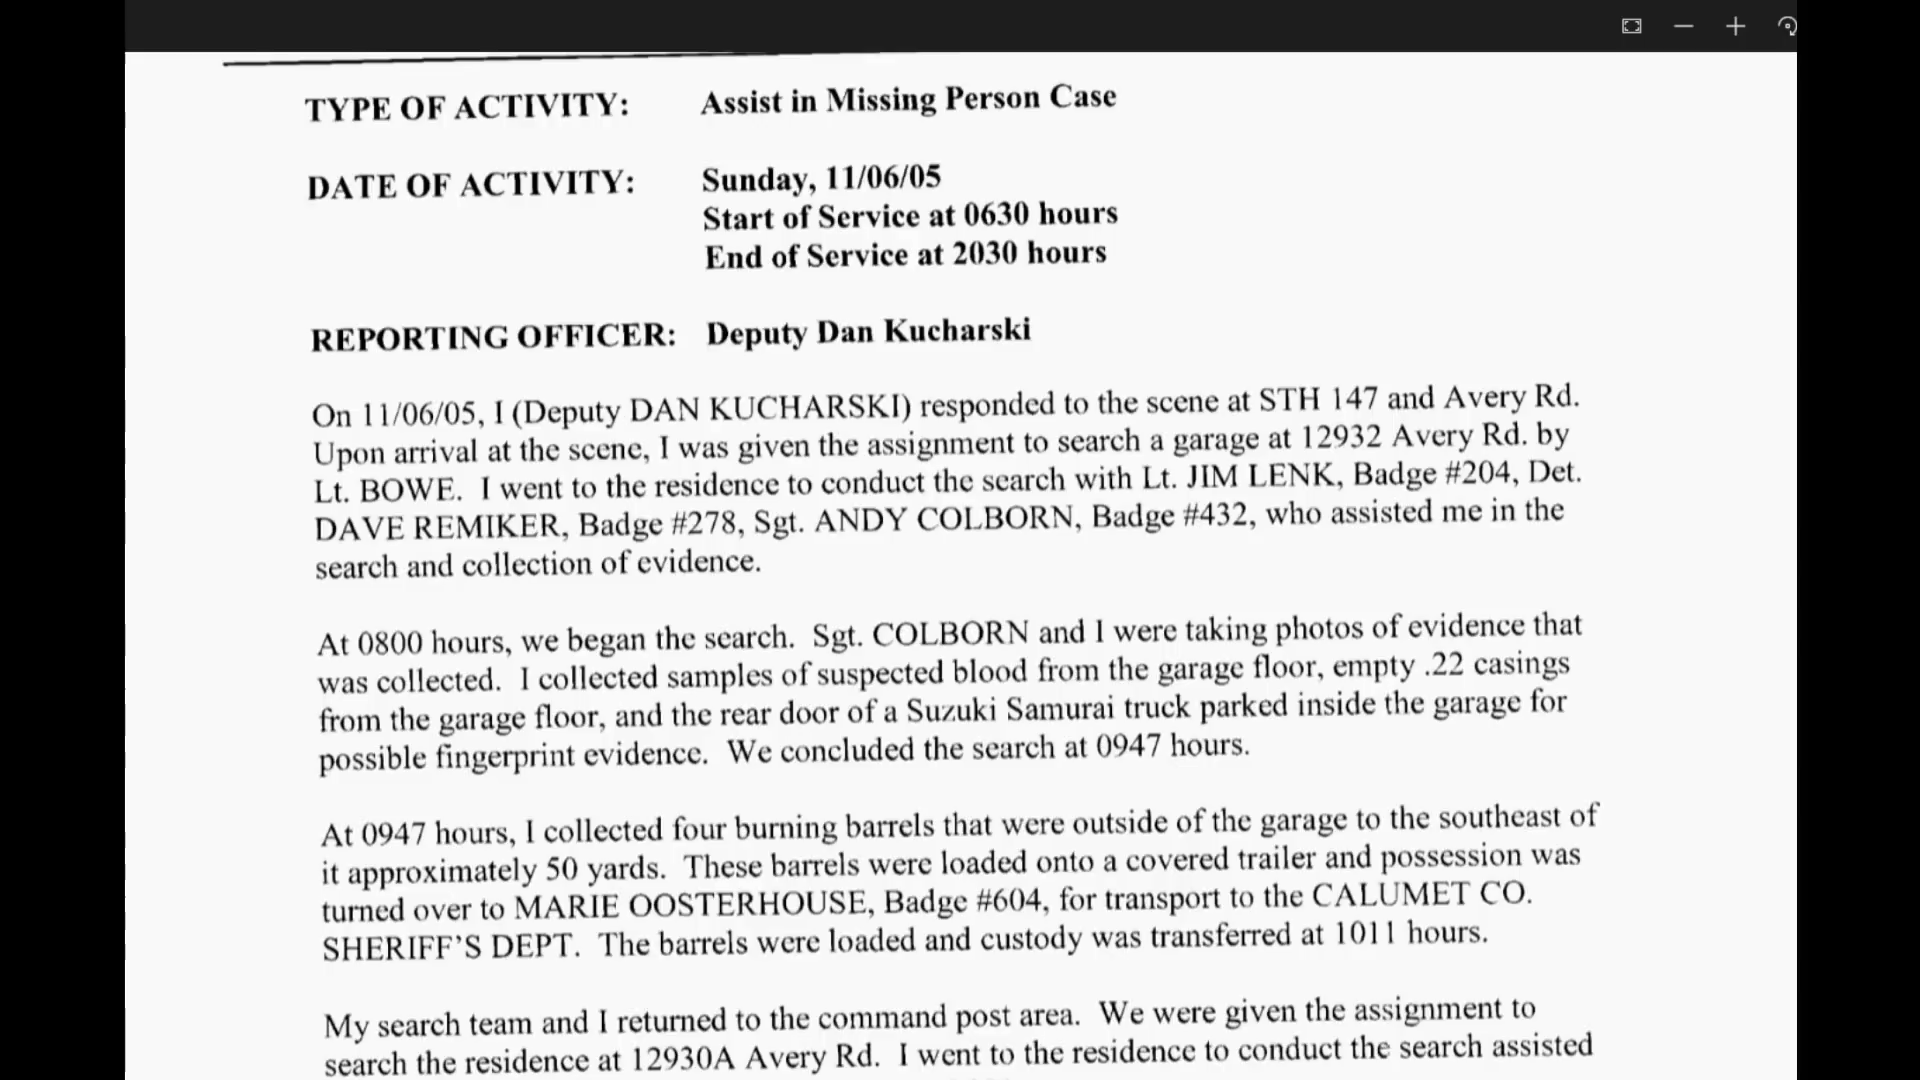 TYPE OF ACTIVITY: Assist in Missing Person Case
DATE OF ACTIVITY: Sunday, 11/06/05
Start of Service at 0630 hours
End of Service at 2030 hours
REPORTING OFFICER: Deputy Dan Kucharski
On 11/06/05, I (Deputy DAN KUCHARSKI) responded to the scene at STH 147 and Avery Rd.
Upon arrival at the scene, I was given the assignment to search a garage at 12932 Avery Rd. by
Lt. BOWE. I went to the residence to conduct the search with Lt. JIM LENK, Badge #204, Det.
DAVE REMIKER, Badge #278, Sgt. ANDY COLBORN, Badge #432, who assisted me in the
search and collection of evidence.
At 0800 hours, we began the search. Sgt. COLBORN and I were taking photos of evidence that
was collected. I collected samples of suspected blood from the garage floor, empty .22 casings
from the garage floor, and the rear door of a Suzuki Samurai truck parked inside the garage for
possible fingerprint evidence. We concluded the search at 0947 hours.
At 0947 hours, I collected four burning barrels that were outside of the garage to the southeast of
it approximately 50 yards. These barrels were loaded onto a covered trailer and possession was
turned over to MARIE OOSTERHOUSE, Badge #604, for transport to the CALUMET CO.
SHERIFF'S DEPT. The barrels were loaded and custody was transferred at 1011 hours.
My search team and I returned to the command post area. We were given the assignment to
search the residence at 12930A Avery Rd. I went to the residence to conduct the search assisted